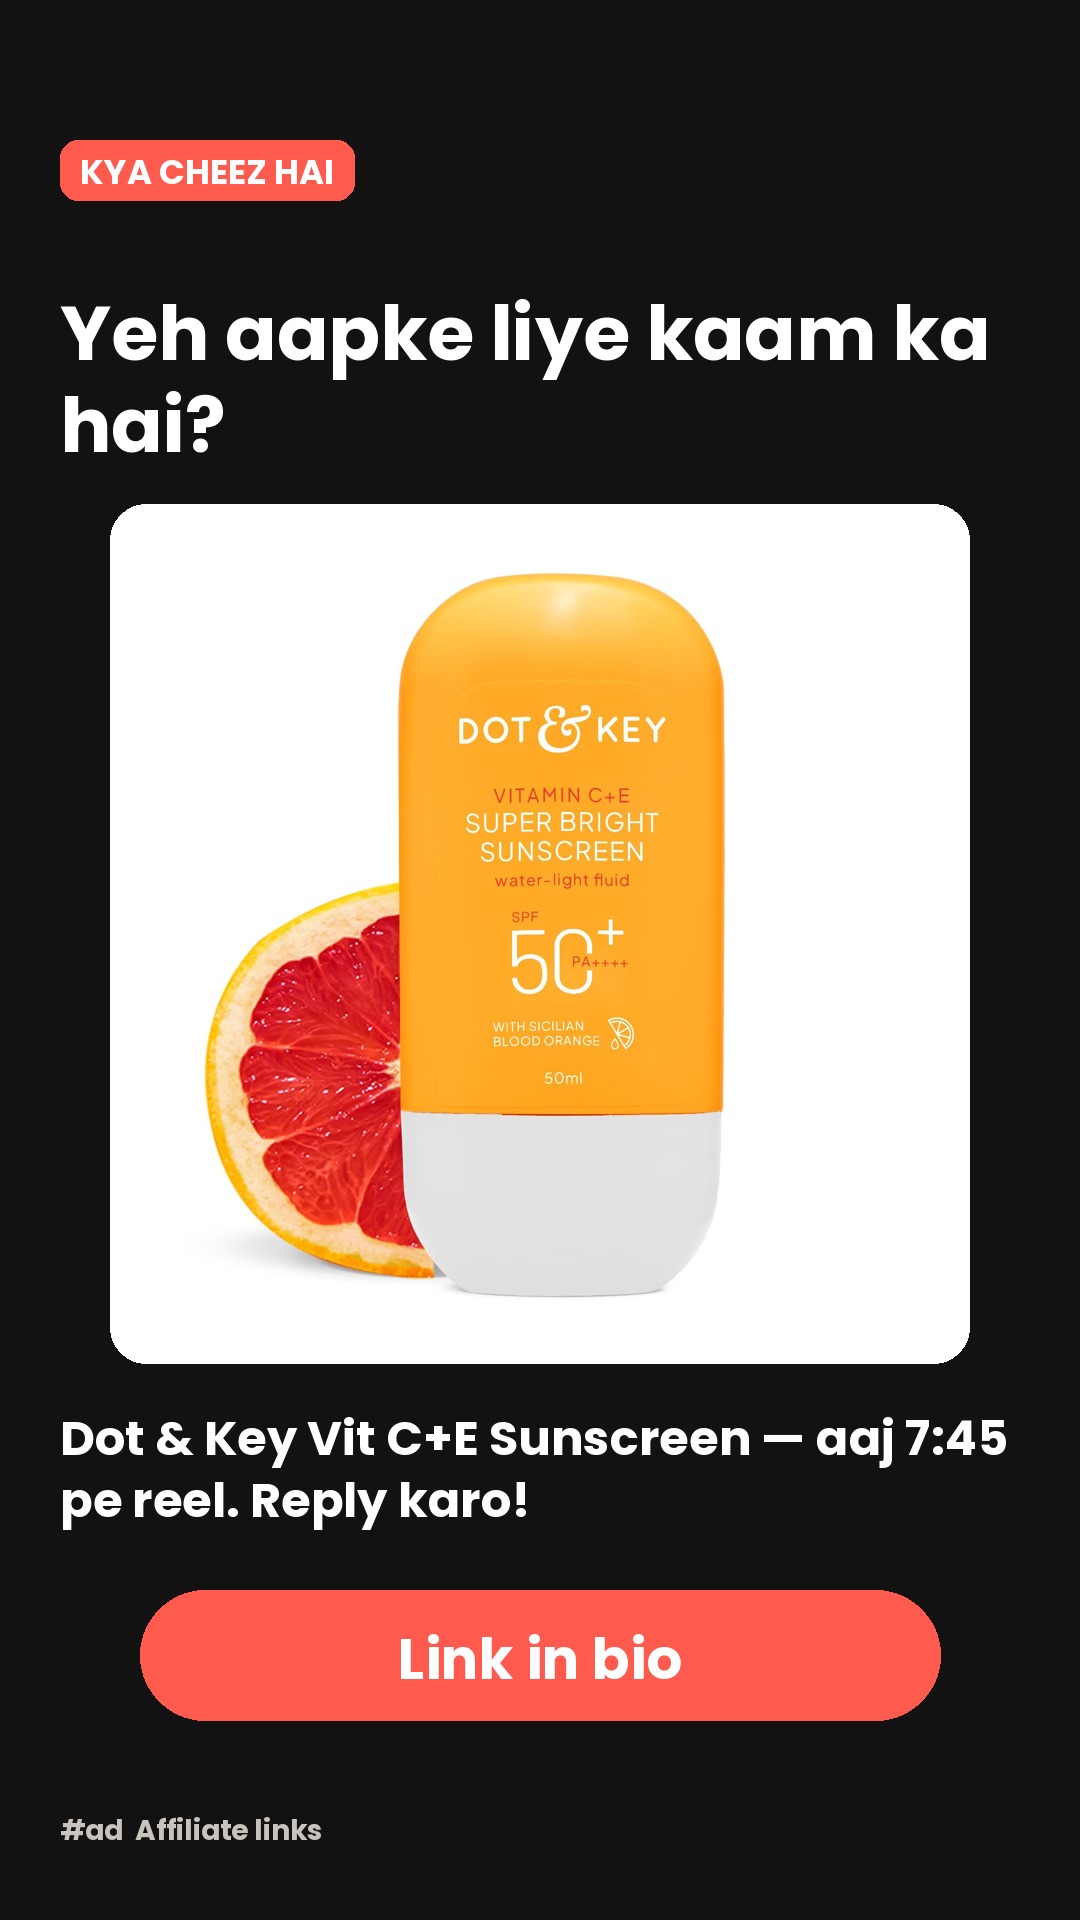 KYA CHEEZ HAI
Yeh aapke liye kaam ka
hai?
DOT & KEY
VITAMIN C+E
SUPER BRIGHT
SUNSCREEN
water-light fluid
SPF
50+
PA++++
WITH SICILIAN
BLOOD ORANGE
50ml
Dot & Key Vit C+E Sunscreen — aaj 7:45
pe reel. Reply karo!
Link in bio
#ad Affiliate links